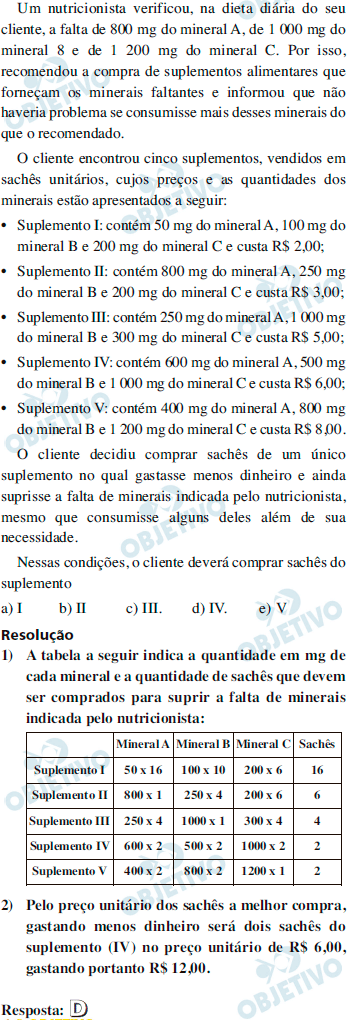 Um nutricionista verificou, na dieta diária do seu
cliente, a falta de 800 mg do mineral A, de 1 000 mg do
mineral 8 e de 1 200 mg do mineral C. Por isso,
recomendou a compra de suplementos alimentares que
forneçam os minerais faltantes e informou que não
haveria problema se consumisse mais desses minerais do
que o recomendado.
O cliente encontrou cinco suplementos, vendidos em
sachês unitários, cujos preços e as quantidades dos
minerais estão apresentados a seguir:
• Suplemento I: contém 50 mg do mineral A, 100 mg do
mineral B e 200 mg do mineral C e custa R$ 2,00;
• Suplemento II: contém 800 mg do mineral A, 250 mg
do mineral B e 200 mg do mineral C e custa R$ 3,00;
• Suplemento III: contém 250 mg do mineral A, 1 000 mg
do mineral B e 300 mg do mineral C e custa R$ 5,00;
• Suplemento IV: contém 600 mg do mineral A, 500 mg
do mineral B e 1 000 mg do mineral C e custa R$ 6,00;
• Suplemento V: contém 400 mg do mineral A, 800 mg
do mineral B e 1 200 mg do mineral C e custa R$ 8,00.
O cliente decidiu comprar sachês de um único
suplemento no qual gastasse menos dinheiro e ainda
suprisse a falta de minerais indicada pelo nutricionista,
mesmo que consumisse alguns deles além de sua
necessidade.
Nessas condições, o cliente deverá comprar sachês do
suplemento
a) I b) II c) III. d) IV. e) V
Resolução
1) A tabela a seguir indica a quantidade em mg de
cada mineral e a quantidade de sachês que devem
ser comprados para suprir a falta de minerais
indicada pelo nutricionista:
Mineral A Mineral B Mineral C Sachês
Suplemento I 50 x 16 100 x 10 200 x 6 16
Suplemento II 800 x 1 250 x 4 200 x 6 6
Suplemento III 250 x 4 1000 x 1 300 x 4 4
Suplemento IV 600 x 2 500 x 2 1000 x 2 2
Suplemento V 400 x 2 800 x 2 1200 x 1 2
2) Pelo preço unitário dos sachês a melhor compra,
gastando menos dinheiro será dois sachês do
suplemento (IV) no preço unitário de R$ 6,00,
gastando portanto R$ 12,00.
Resposta: D